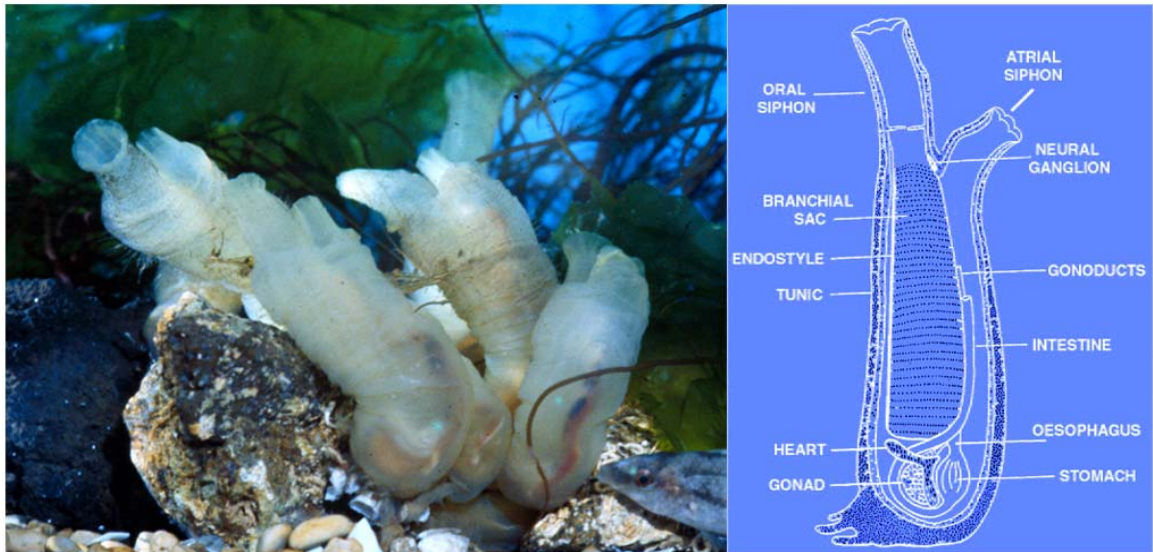 ORAL
SIPHON
ATRIAL
SIPHON
NEURAL
GANGLION
BRANCHIAL
SAC
ENDOSTYLE
TUNIC
GONODUCTS
INTESTINE
HEART
GONAD
OESOPHAGUS
STOMACH